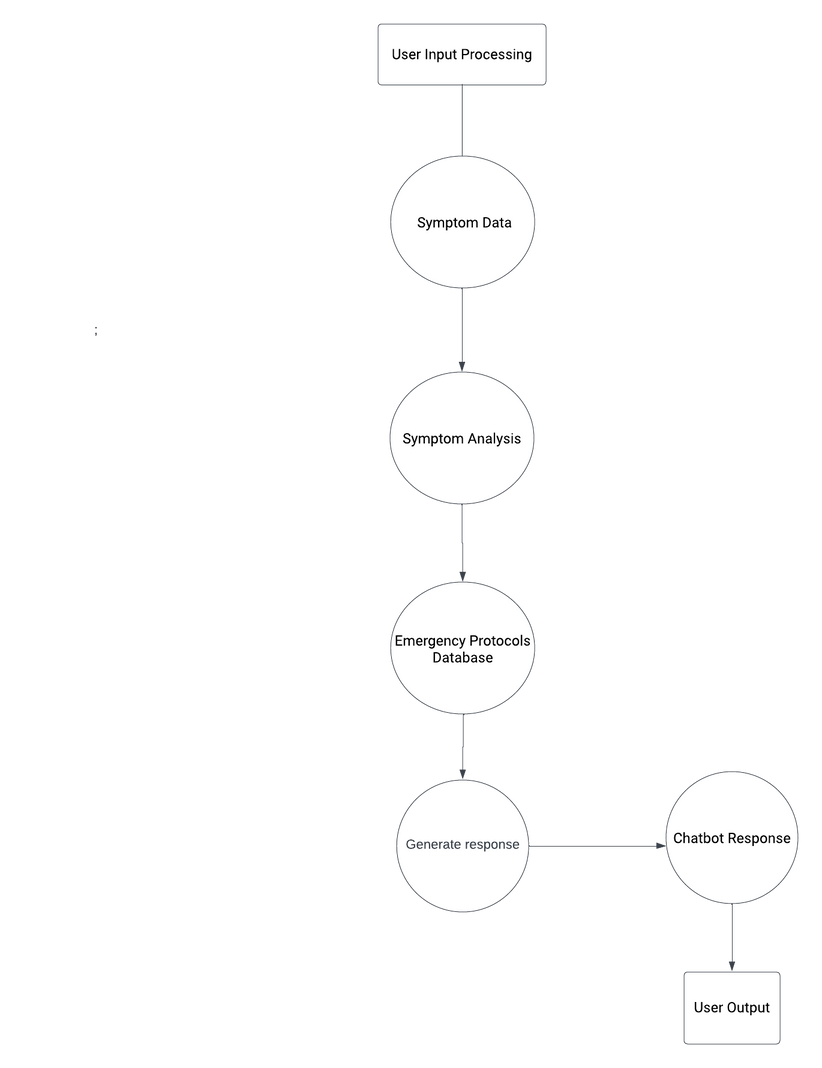 User Input Processing
Symptom Data
;
Symptom Analysis
Emergency Protocols
Database
Generate response
Chatbot Response
User Output